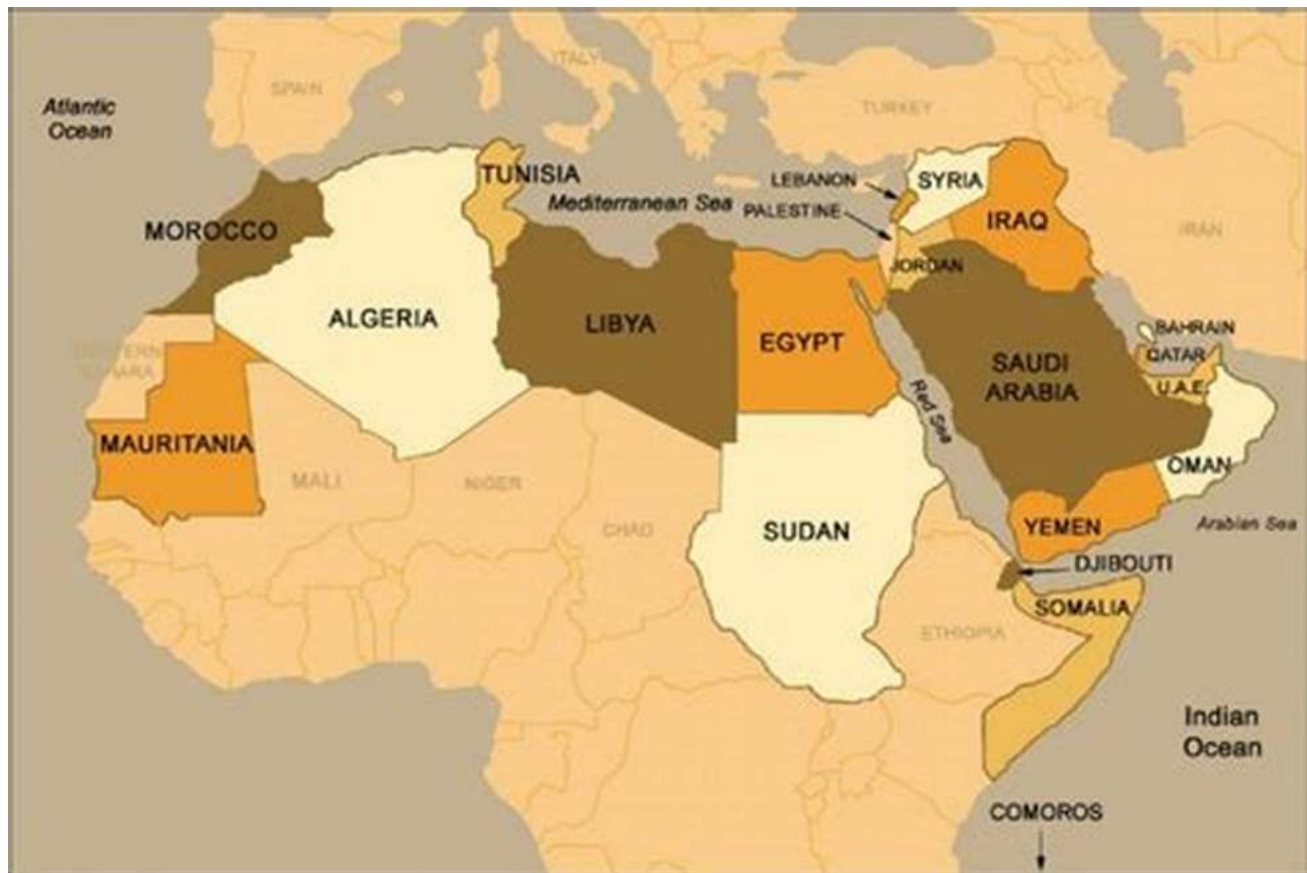 Atlantic
Ocean
SPAIN
ITALY
TURKEY
TUNISIA
LEBANON
SYRIA
Mediterranean Sea
PALESTINE
MOROCCO
IRAQ
IRAN
JORDAN
ALGERIA
LIBYA
EGYPT
BAHRAIN
QATAR
SAUDI
ARABIA
U.A.E.
WESTERN
SAHARA
Red Sea
MAURITANIA
OMAN
MALI
NIGER
CHAD
SUDAN
YEMEN
Arabian Sea
DJIBOUTI
SOMALIA
ETHIOPIA
Indian
Ocean
COMOROS